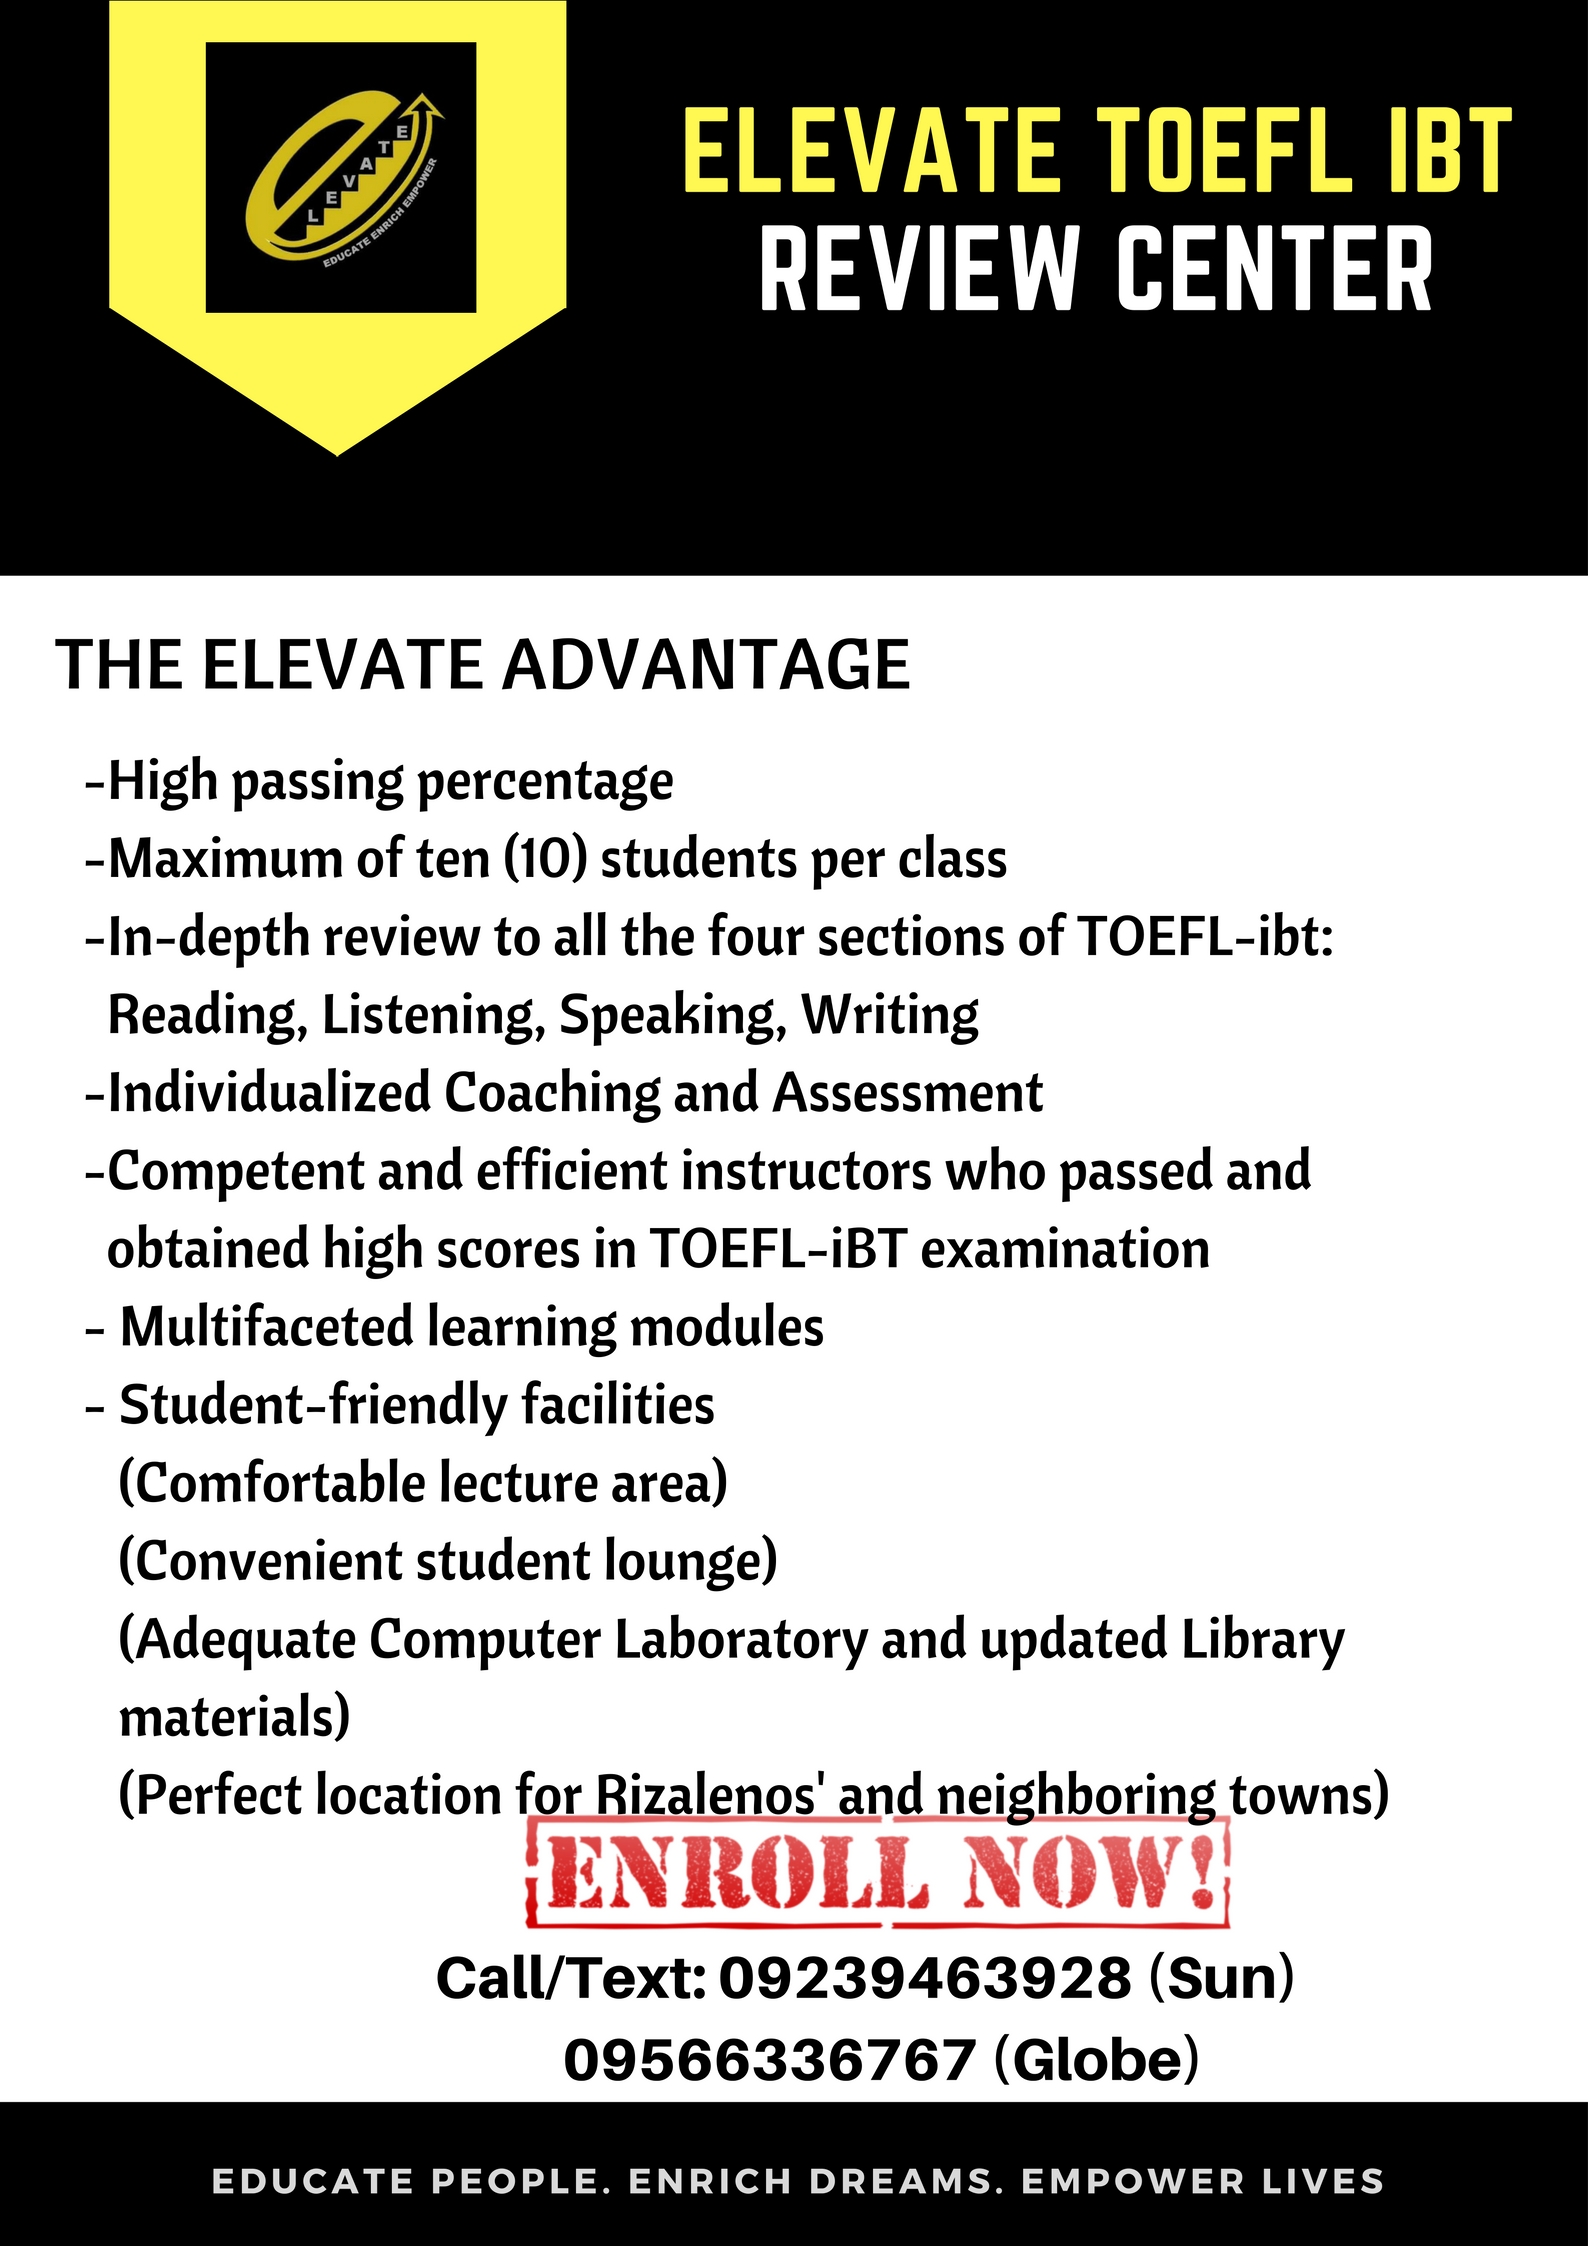 ELEVATE
EDUCATE ENRICH EMPOWER
ELEVATE TOEFL IBT
REVIEW CENTER
THE ELEVATE ADVANTAGE
-High passing percentage
-Maximum of ten (10) students per class
-In-depth review to all the four sections of TOEFL-ibt:
Reading, Listening, Speaking, Writing
-Individualized Coaching and Assessment
-Competent and efficient instructors who passed and
obtained high scores in TOEFL-iBT examination
- Multifaceted learning modules
- Student-friendly facilities
(Comfortable lecture area)
(Convenient student lounge)
(Adequate Computer Laboratory and updated Library
materials)
(Perfect location for Rizalenos' and neighboring towns)
ENROLL NOW!
Call/Text: 09239463928 (Sun)
09566336767 (Globe)
EDUCATE PEOPLE. ENRICH DREAMS. EMPOWER LIVES